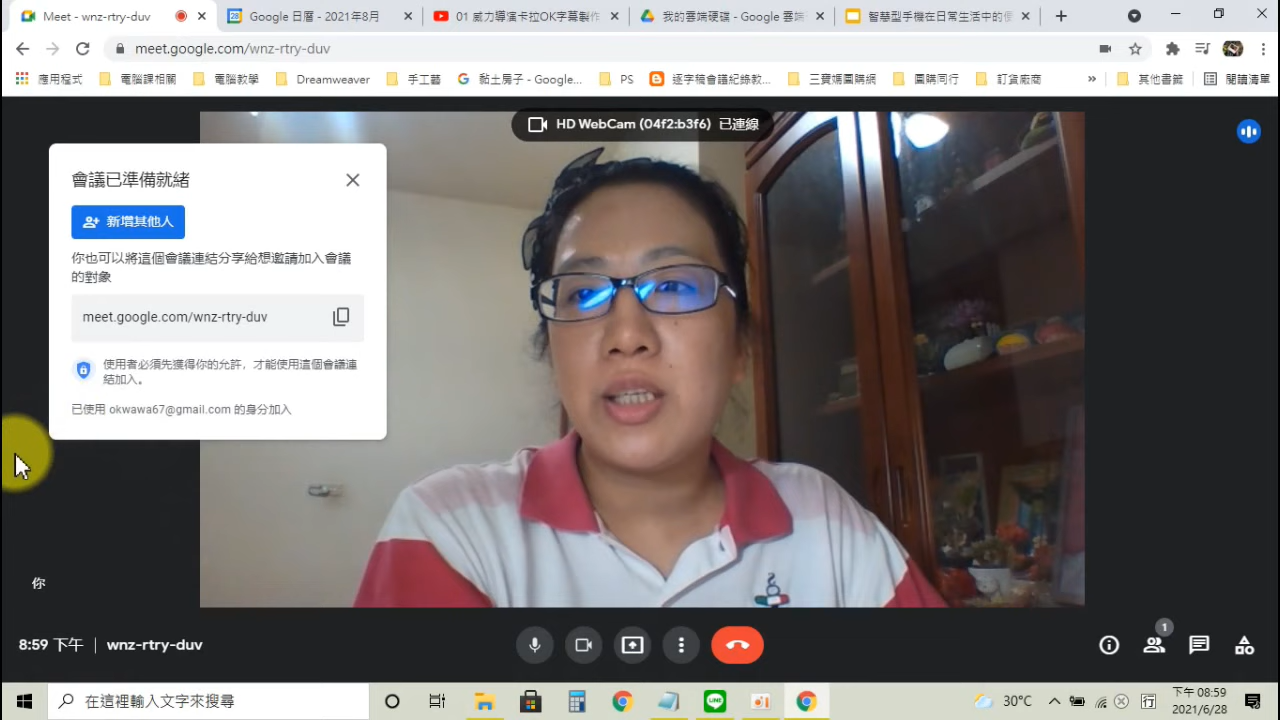 Meet - wnz-rtry-duv
Google 日曆 - 2021年8月
01 威力導演卡拉OK字幕製作
我的雲端硬碟 - Google 雲端
智慧型手機在日常生活中的便
meet.google.com/wnz-rtry-duv
應用程式
電腦課相關
電腦教學
Dreamweaver
手工藝
黏土房子 - Google...
PS
逐字稿會議紀錄教...
三寶媽團購網
團購同行
訂貨廠商
»
其他書籤
閱讀清單
HD WebCam (04f2:b3f6) 已連線
會議已準備就緒
新增其他人
你也可以將這個會議連結分享給想邀請加入會議
的對象
meet.google.com/wnz-rtry-duv
使用者必須先獲得你的允許，才能使用這個會議連
結加入。
已使用 okwawa67@gmail.com 的身分加入
你
8:59 下午 | wnz-rtry-duv
1
在這裡輸入文字來搜尋
LINE
30°C
行
下午 08:59
2021/6/28